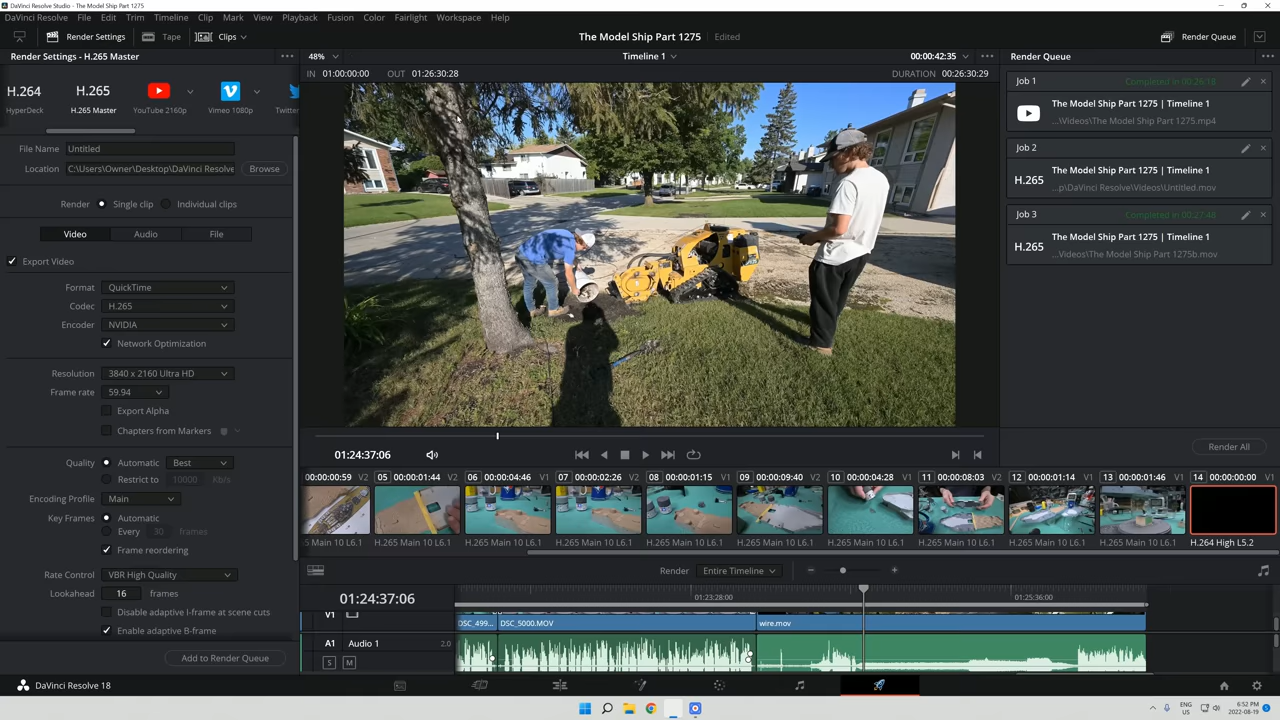 DaVinci Resolve Studio - The Model Ship Part 1275
DaVinci Resolve File Edit Trim Timeline Clip Mark View Playback Fusion Color Fairlight Workspace Help
Render Settings Tape Clips The Model Ship Part 1275 Edited Render Queue
Render Settings - H.265 Master 48% Timeline 1 00:00:42:35 Render Queue
IN 01:00:00:00 OUT 01:26:30:28 DURATION 00:26:30:29
H.264 H.265
HyperDeck H.265 Master YouTube 2160p Vimeo 1080p Twitter
File Name Untitled
Location C:\Users\Owner\Desktop\DaVinci Resolve Browse
Render Single clip Individual clips
Video Audio File
Export Video
Format QuickTime
Codec H.265
Encoder NVIDIA
Network Optimization
Resolution 3840 x 2160 Ultra HD
Frame rate 59.94
Export Alpha
Chapters from Markers
Quality Automatic Best
Restrict to 10000 Kb/s
Encoding Profile Main
Key Frames Automatic
Every 30 frames
Frame reordering
Rate Control VBR High Quality
Lookahead 16 frames
Disable adaptive I-frame at scene cuts
Enable adaptive B-frame
Add to Render Queue
Job 1 Completed in 00:26:16
The Model Ship Part 1275 | Timeline 1
...Videos\The Model Ship Part 1275.mp4
Job 2
H.265 The Model Ship Part 1275 | Timeline 1
...p\DaVinci Resolve\Videos\Untitled.mov
Job 3 Completed in 00:27:48
H.265 The Model Ship Part 1275 | Timeline 1
...Videos\The Model Ship Part 1275b.mov
Render All
01:24:37:06
00:00:00:59 V2 05 00:00:01:44 V2 06 00:00:04:46 V2 07 00:00:02:26 V2 08 00:00:01:15 V2 09 00:00:09:40 V2 10 00:00:04:28 V1 11 00:00:08:03 V2 12 00:00:01:14 V1 13 00:00:01:46 V1 14 00:00:00:00 V1
H.265 Main 10 L6.1 H.265 Main 10 L6.1 H.265 Main 10 L6.1 H.265 Main 10 L6.1 H.265 Main 10 L6.1 H.265 Main 10 L6.1 H.265 Main 10 L6.1 H.265 Main 10 L6.1 H.265 Main 10 L6.1 H.265 Main 10 L6.1 H.264 High L5.2
Render Entire Timeline
01:24:37:06 01:23:28:00 01:25:36:00
V1 DSC_499... DSC_5000.MOV wire.mov
A1 Audio 1 2.0
S M
DaVinci Resolve 18
ENG US 6:52 PM 2022-08-19